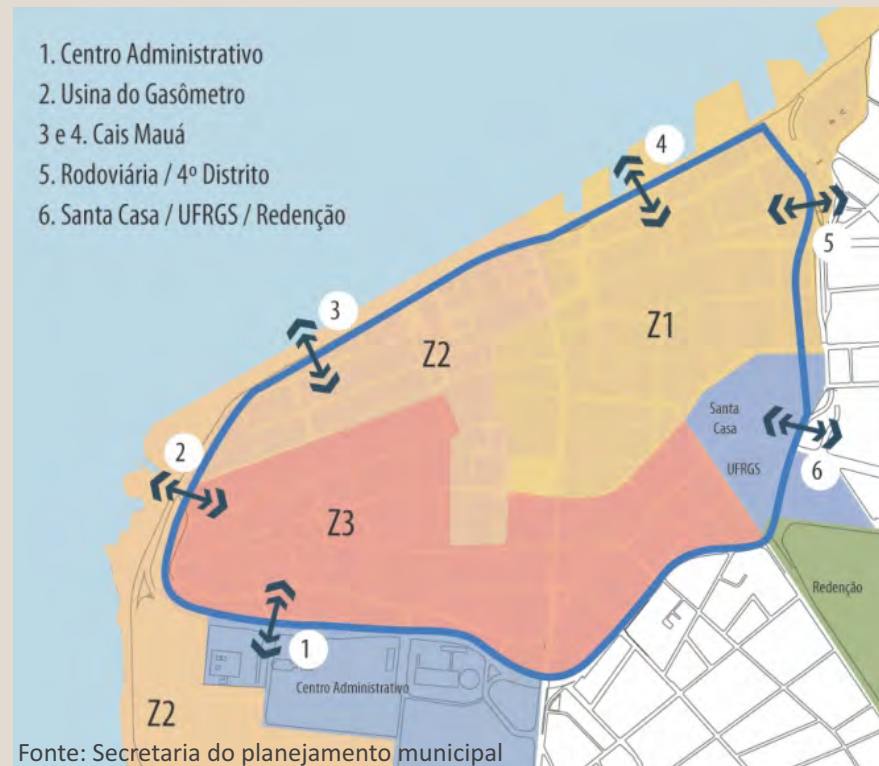 1. Centro Administrativo
2. Usina do Gasômetro
3 e 4. Cais Mauá
5. Rodoviária / 4º Distrito
6. Santa Casa / UFRGS / Redenção
4
5
3
Z1
Z2
Santa
Casa
2
UFRGS
6
Z3
Redenção
1
Centro Administrativo
Z2
Fonte: Secretaria do planejamento municipal